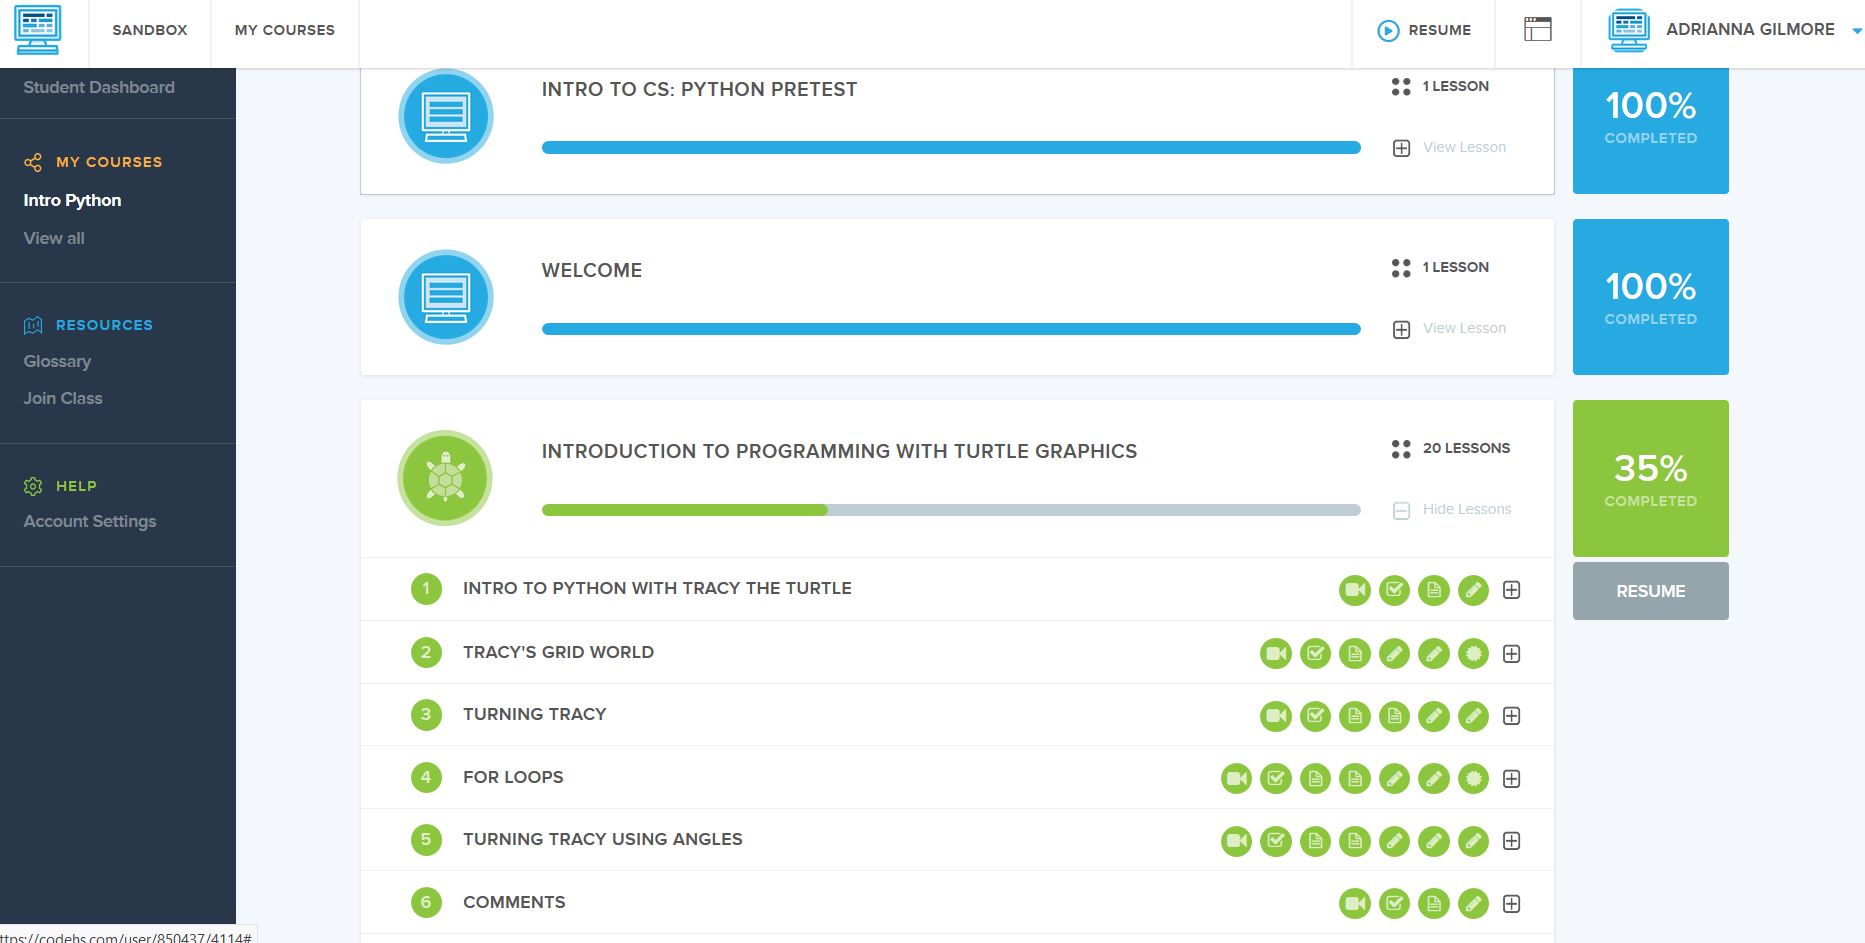 SANDBOX
MY COURSES
RESUME
ADRIANNA GILMORE
Student Dashboard
MY COURSES
Intro Python
View all
RESOURCES
Glossary
Join Class
HELP
Account Settings
INTRO TO CS: PYTHON PRETEST
1 LESSON
View Lesson
100%
COMPLETED
WELCOME
1 LESSON
View Lesson
100%
COMPLETED
INTRODUCTION TO PROGRAMMING WITH TURTLE GRAPHICS
20 LESSONS
Hide Lessons
35%
COMPLETED
RESUME
1 INTRO TO PYTHON WITH TRACY THE TURTLE
2 TRACY'S GRID WORLD
3 TURNING TRACY
4 FOR LOOPS
5 TURNING TRACY USING ANGLES
6 COMMENTS
ttps://codehs.com/user/850437/4114#